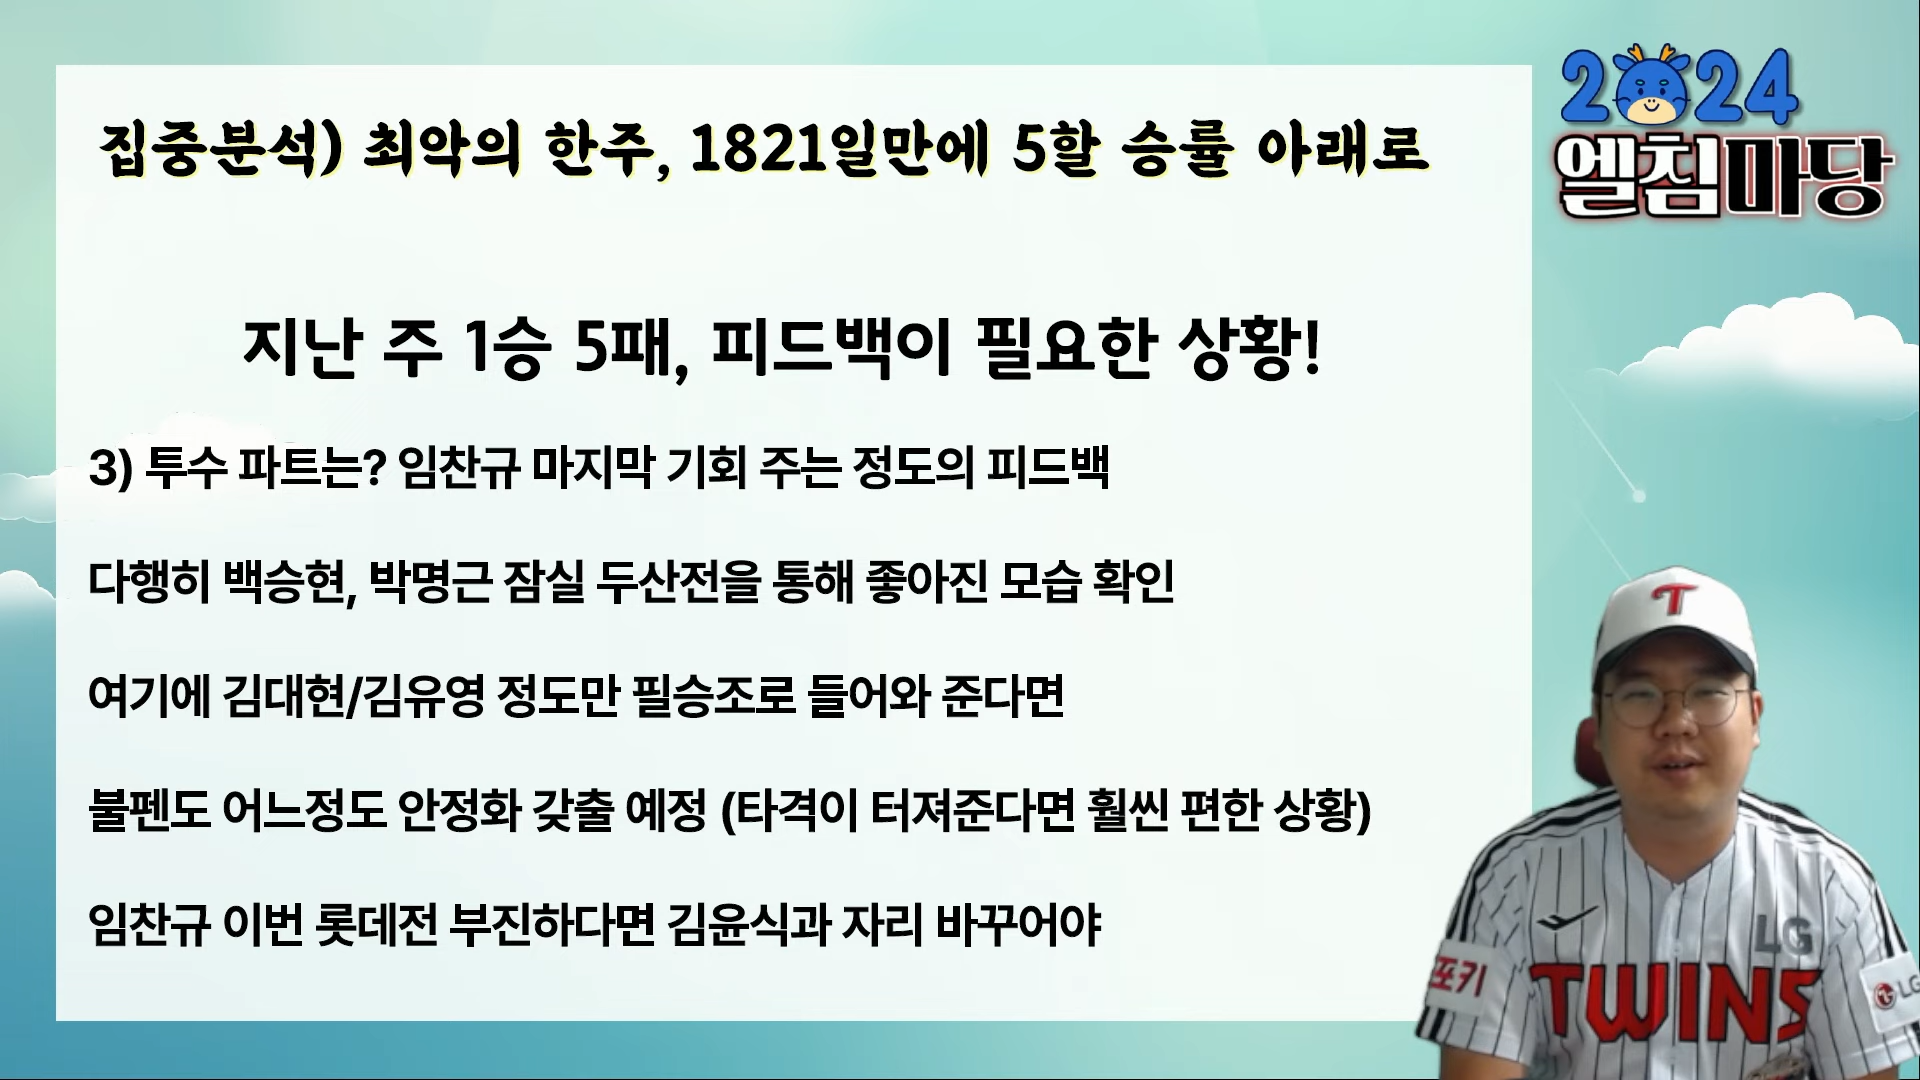 2024
엘침마당
집중분석) 최악의 한주, 1821일만에 5할 승률 아래로
지난 주 1승 5패, 피드백이 필요한 상황!
3) 투수 파트는? 임찬규 마지막 기회 주는 정도의 피드백
다행히 백승현, 박명근 잠실 두산전을 통해 좋아진 모습 확인
여기에 김대현/김유영 정도만 필승조로 들어와 준다면
불펜도 어느정도 안정화 갖출 예정 (타격이 터져준다면 훨씬 편한 상황)
임찬규 이번 롯데전 부진하다면 김윤식과 자리 바꾸어야
T
LG
TWINS
포키
LG